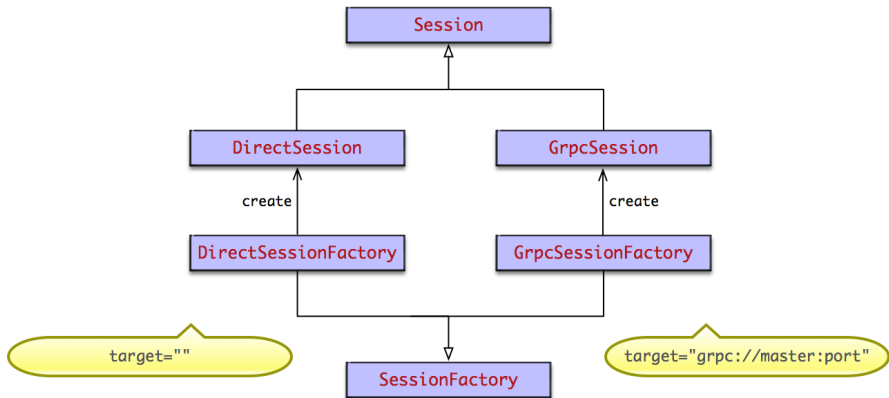 Session
DirectSession
GrpcSession
create
create
DirectSessionFactory
GrpcSessionFactory
target=""
target="grpc://master:port"
SessionFactory